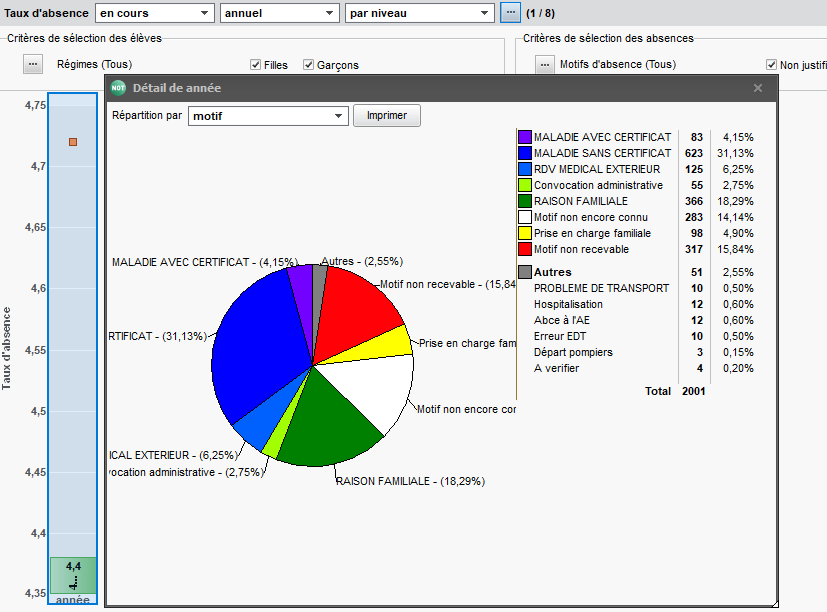 Taux d'absence en cours annuel par niveau ... (1 / 8)
Critères de sélection des élèves
Critères de sélection des absences
... Régimes (Tous) Filles Garçons
... Motifs d'absence (Tous) Non justifi
NOT Détail de année
Répartition par motif Imprimer
MALADIE AVEC CERTIFICAT 83 4,15%
MALADIE SANS CERTIFICAT 623 31,13%
RDV MEDICAL EXTERIEUR 125 6,25%
Convocation administrative 55 2,75%
RAISON FAMILIALE 366 18,29%
Motif non encore connu 283 14,14%
Prise en charge familiale 98 4,90%
Motif non recevable 317 15,84%
Autres 51 2,55%
PROBLEME DE TRANSPORT 10 0,50%
Hospitalisation 12 0,60%
Abce à l'AE 12 0,60%
Erreur EDT 10 0,50%
Départ pompiers 3 0,15%
A verifier 4 0,20%
Total 2001
MALADIE AVEC CERTIFICAT - (4,15%)
Autres - (2,55%)
Motif non recevable - (15,84
RTIFICAT - (31,13%)
Prise en charge fam
Motif non encore cor
ICAL EXTERIEUR - (6,25%)
vocation administrative - (2,75%)
RAISON FAMILIALE - (18,29%)
Taux d'absence
4,75
4,7
4,65
4,6
4,55
4,5
4,45
4,4
4,35
4,4
année